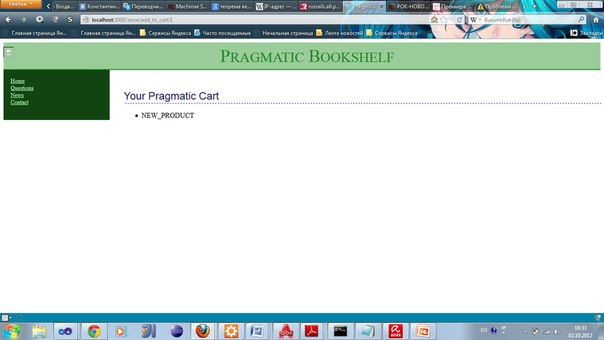 Firefox
Входя...
Константин...
Переводчи...
Machinae S...
теорема ве...
IP-адрес — ...
rusrails:all.p...
РОК-НОВО...
Премьера ...
Проблема ...
localhost:3000/store/add_to_cart/1
Википедия (ru)
Главная страница Ян...
Главная страница Ян...
Сервисы Яндекса
Часто посещаемые
Начальная страница
Лента новостей
Сервисы Яндекса
Закладки
PRAGMATIC BOOKSHELF
Home
Questions
News
Contact
Your Pragmatic Cart
NEW_PRODUCT
EN
16:33
02.10.2012